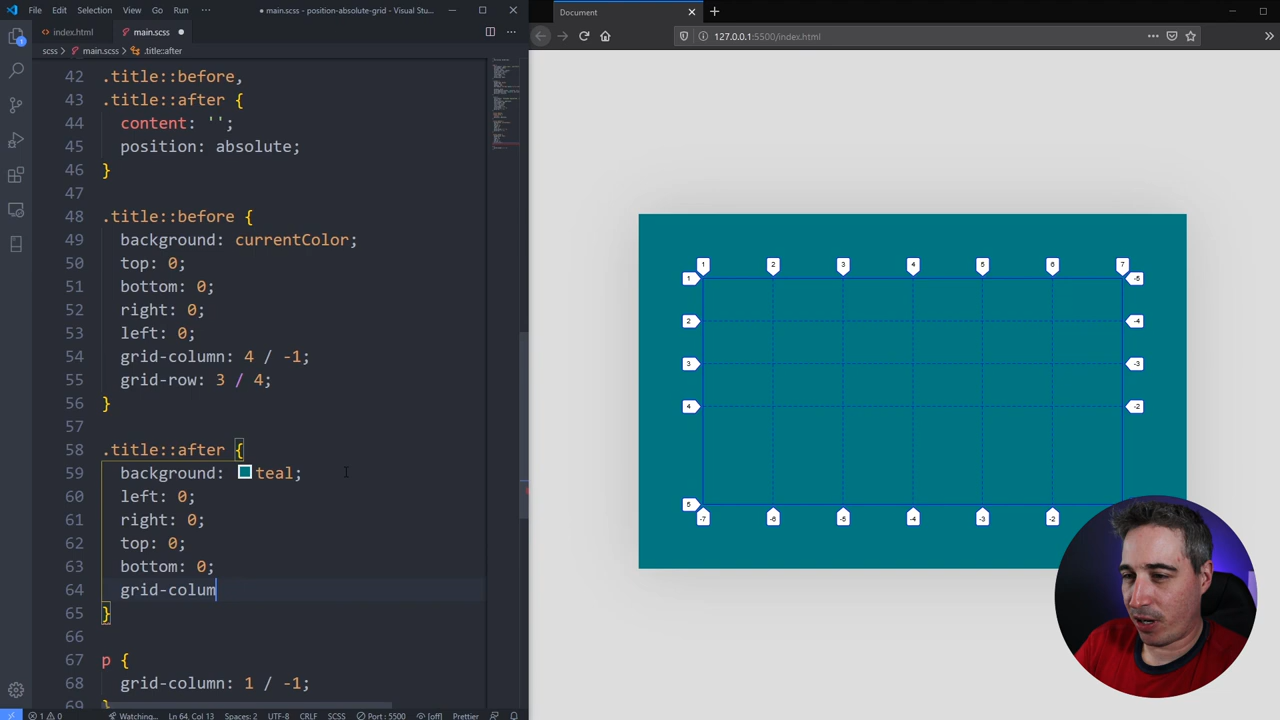 File Edit Selection View Go Run ··· ● main.scss - position-absolute-grid - Visual Stu...
index.html main.scss ●
scss > main.scss > .title::after
42 .title::before,
43 .title::after {
44 content: '';
45 position: absolute;
46 }
47
48 .title::before {
49 background: currentColor;
50 top: 0;
51 bottom: 0;
52 right: 0;
53 left: 0;
54 grid-column: 4 / -1;
55 grid-row: 3 / 4;
56 }
57
58 .title::after {
59 background: teal;
60 left: 0;
61 right: 0;
62 top: 0;
63 bottom: 0;
64 grid-colum
65 }
66
67 p {
68 grid-column: 1 / -1;
69 }
1 0 Watching... Ln 64, Col 13 Spaces: 2 UTF-8 CRLF SCSS Port : 5500 [off] Prettier
Document
127.0.0.1:5500/index.html
1 2 3 4 5 6 7
1 -5
2 -4
3 -3
4 -2
5
-7 -6 -5 -4 -3 -2
1